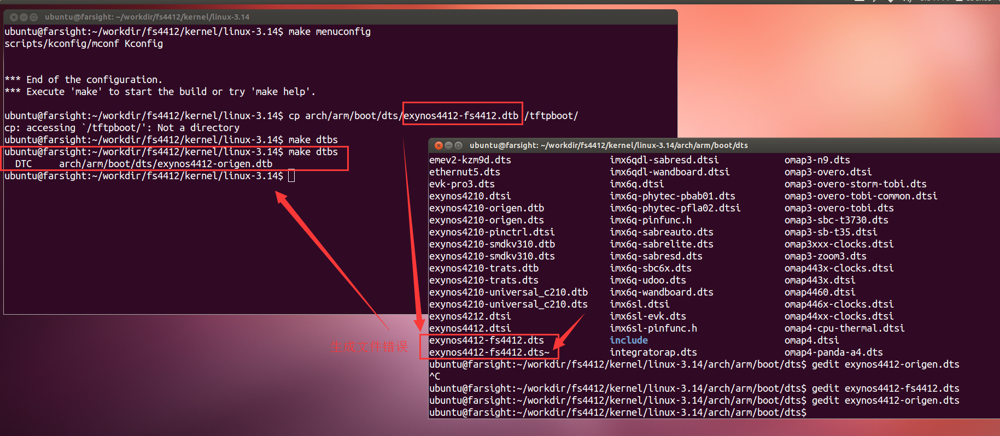 ubuntu@farsight: ~/workdir/fs4412/kernel/linux-3.14
ubuntu@farsight:~/workdir/fs4412/kernel/linux-3.14$ make menuconfig
scripts/kconfig/mconf Kconfig
*** End of the configuration.
*** Execute 'make' to start the build or try 'make help'.
ubuntu@farsight:~/workdir/fs4412/kernel/linux-3.14$ cp arch/arm/boot/dts/exynos4412-fs4412.dtb /tftpboot/
cp: accessing `/tftpboot/': Not a directory
ubuntu@farsight:~/workdir/fs4412/kernel/linux-3.14$ make dtbs
ubuntu@farsight:~/workdir/fs4412/kernel/linux-3.14$ make dtbs
DTC     arch/arm/boot/dts/exynos4412-origen.dtb
ubuntu@farsight:~/workdir/fs4412/kernel/linux-3.14$
生成文件错误
ubuntu@farsight: ~/workdir/fs4412/kernel/linux-3.14/arch/arm/boot/dts
emev2-kzm9d.dts imx6qdl-sabresd.dtsi omap3-n9.dts
ethernut5.dts imx6qdl-wandboard.dtsi omap3-overo.dtsi
evk-pro3.dts imx6q.dtsi omap3-overo-storm-tobi.dts
exynos4210.dtsi imx6q-phytec-pbab01.dts omap3-overo-tobi-common.dtsi
exynos4210-origen.dtb imx6q-phytec-pfla02.dtsi omap3-overo-tobi.dts
exynos4210-origen.dts imx6q-pinfunc.h omap3-sbc-t3730.dts
exynos4210-pinctrl.dtsi imx6q-sabreauto.dts omap3-sb-t35.dtsi
exynos4210-smdkv310.dtb imx6q-sabrelite.dts omap3xxx-clocks.dtsi
exynos4210-smdkv310.dts imx6q-sabresd.dts omap3-zoom3.dts
exynos4210-trats.dtb imx6q-sbc6x.dts omap443x-clocks.dtsi
exynos4210-trats.dts imx6q-udoo.dts omap443x.dtsi
exynos4210-universal_c210.dtb imx6q-wandboard.dts omap4460.dtsi
exynos4210-universal_c210.dts imx6sl.dtsi omap446x-clocks.dtsi
exynos4212.dtsi imx6sl-evk.dts omap44xx-clocks.dtsi
exynos4412.dtsi imx6sl-pinfunc.h omap4-cpu-thermal.dtsi
exynos4412-fs4412.dts include omap4.dtsi
exynos4412-fs4412.dts~ integratorap.dts omap4-panda-a4.dts
ubuntu@farsight:~/workdir/fs4412/kernel/linux-3.14/arch/arm/boot/dts$ gedit exynos4412-origen.dts
^C
ubuntu@farsight:~/workdir/fs4412/kernel/linux-3.14/arch/arm/boot/dts$ gedit exynos4412-fs4412.dts
ubuntu@farsight:~/workdir/fs4412/kernel/linux-3.14/arch/arm/boot/dts$ gedit exynos4412-origen.dts
ubuntu@farsight:~/workdir/fs4412/kernel/linux-3.14/arch/arm/boot/dts$